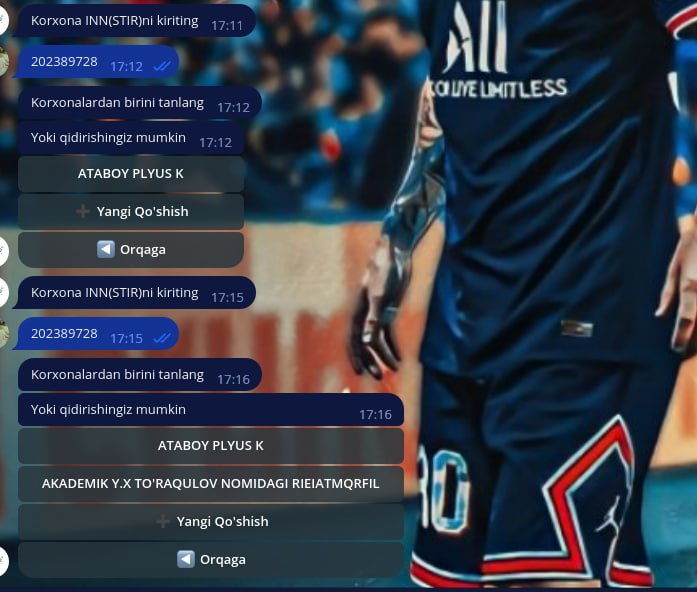 Korxona INN(STIR)ni kiriting 17:11
202389728 17:12
Korxonalardan birini tanlang 17:12
Yoki qidirishingiz mumkin 17:12
ATABOY PLYUS K
Yangi Qo'shish
Orqaga
Korxona INN(STIR)ni kiriting 17:15
202389728 17:15
Korxonalardan birini tanlang 17:16
Yoki qidirishingiz mumkin 17:16
ATABOY PLYUS K
AKADEMIK Y.X TO'RAQULOV NOMIDAGI RIEIATMQRFIL
Yangi Qo'shish
Orqaga
ALL
LIVE LIMITLESS